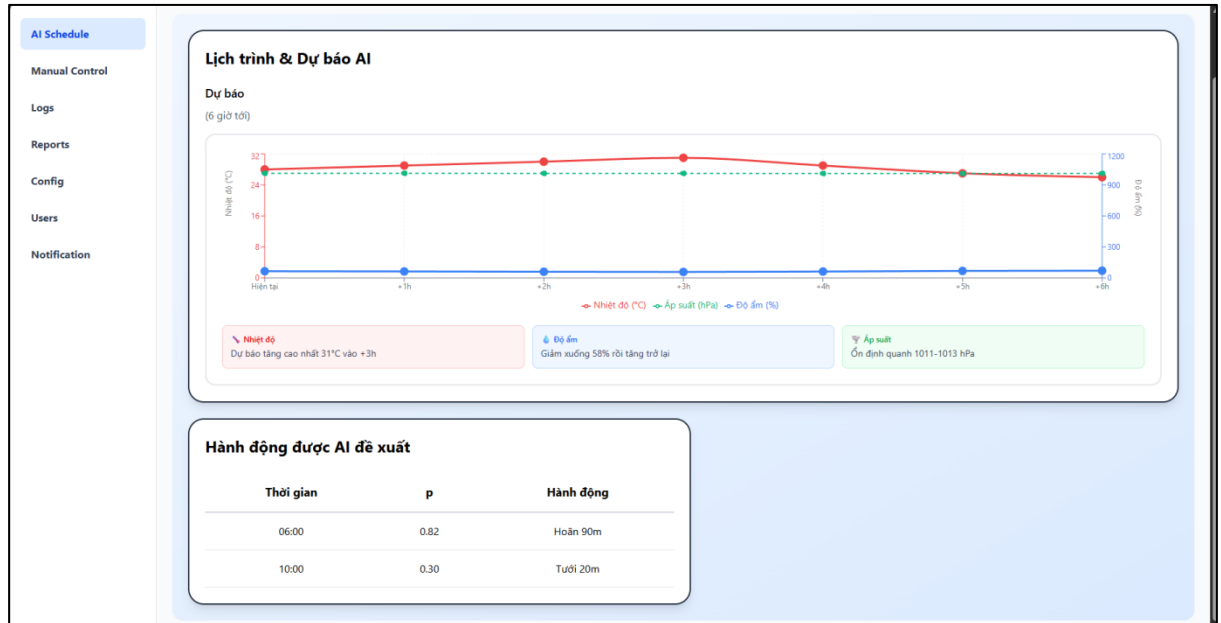 AI Schedule
Manual Control
Logs
Reports
Config
Users
Notification
Lịch trình & Dự báo AI
Dự báo
(6 giờ tới)
32
24
16
8
0
Nhiệt độ (°C)
1200
900
600
300
0
Độ ẩm (%)
Hiện tại +1h +2h +3h +4h +5h +6h
Nhiệt độ (°C) Áp suất (hPa) Độ ẩm (%)
Nhiệt độ
Dự báo tăng cao nhất 31°C vào +3h
Độ ẩm
Giảm xuống 58% rồi tăng trở lại
Áp suất
Ổn định quanh 1011-1013 hPa
Hành động được AI đề xuất
Thời gian p Hành động
06:00 0.82 Hoãn 90m
10:00 0.30 Tưới 20m